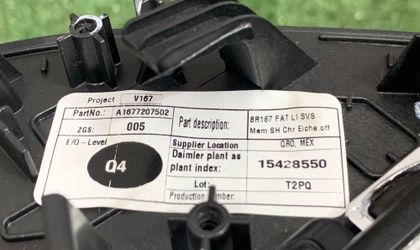 Project V167
PartNo.: A1677207502
ZGS: 005
E/Q - Level
Q4
Part description: BR167 FAT LI SVS
Mem SH Chr Eiche off
Supplier Location QRO, MEX
Daimler plant as
plant index: 15428550
Lot: T2PQ
Production number: